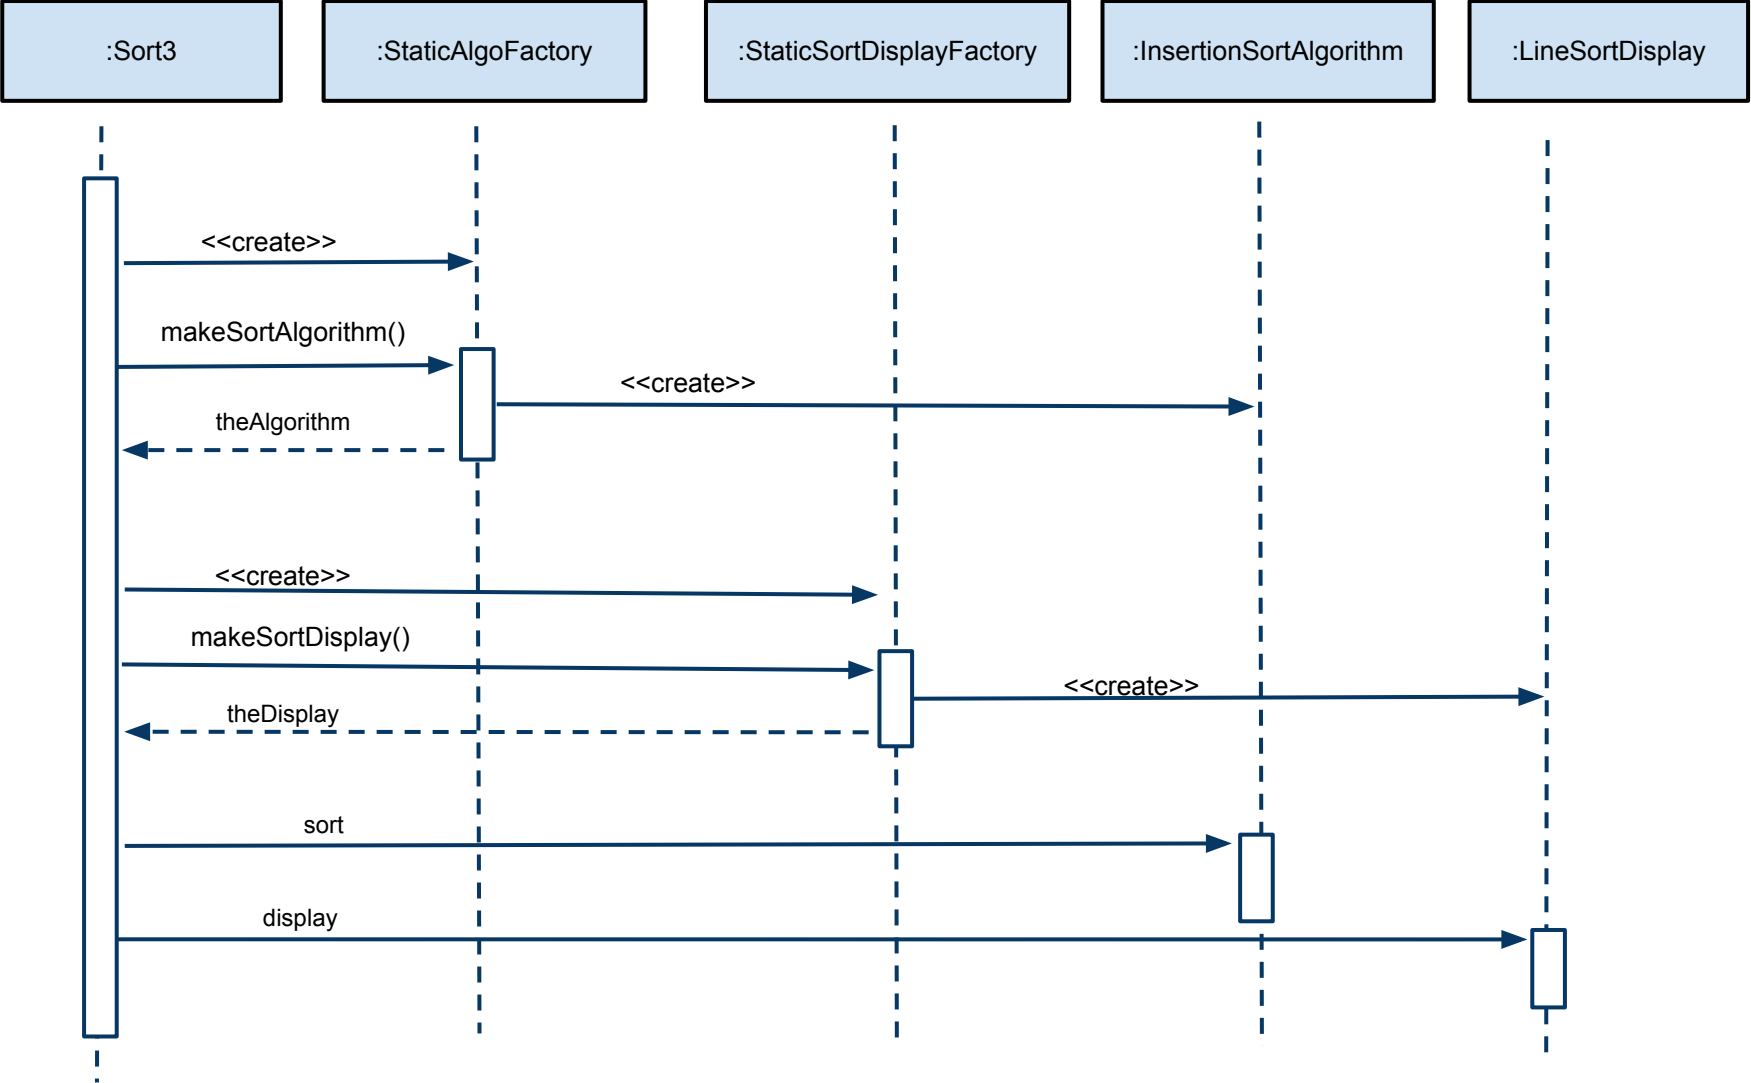 :Sort3
:StaticAlgoFactory
:StaticSortDisplayFactory
:InsertionSortAlgorithm
:LineSortDisplay
<<create>>
makeSortAlgorithm()
<<create>>
theAlgorithm
<<create>>
makeSortDisplay()
<<create>>
theDisplay
sort
display